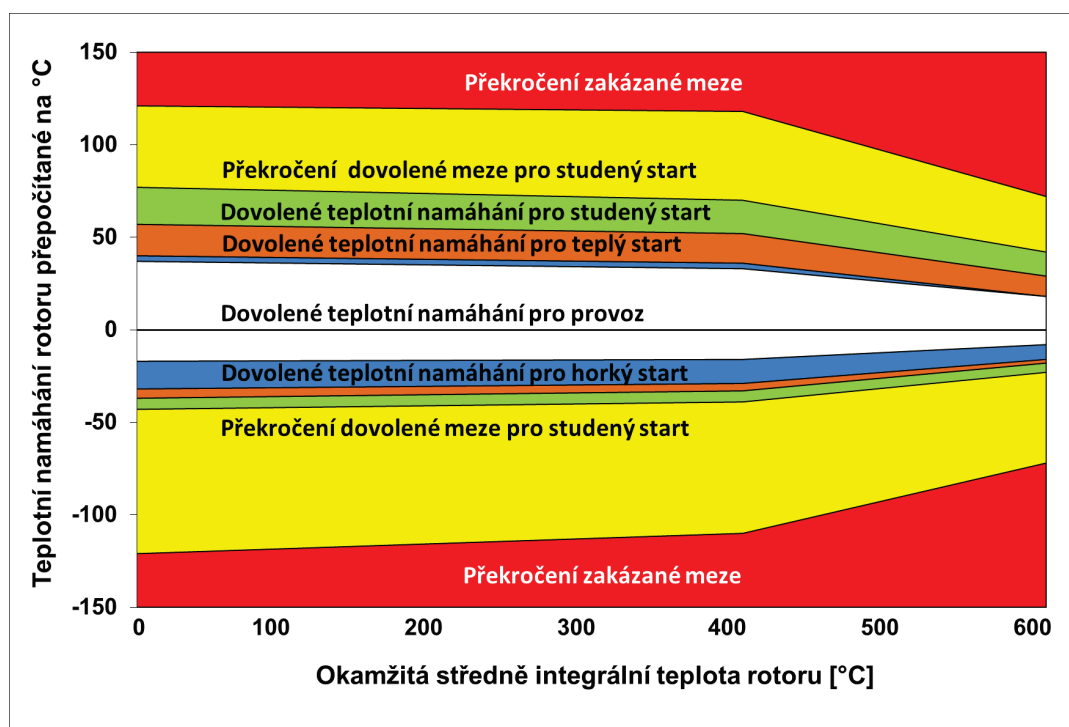 Teplotní namáhání rotoru přepočítané na °C
150
100
50
0
-50
-100
-150
Překročení zakázané meze
Překročení dovolené meze pro studený start
Dovolené teplotní namáhání pro studený start
Dovolené teplotní namáhání pro teplý start
Dovolené teplotní namáhání pro provoz
Dovolené teplotní namáhání pro horký start
Překročení dovolené meze pro studený start
Překročení zakázané meze
0 100 200 300 400 500 600
Okamžitá středně integrální teplota rotoru [°C]